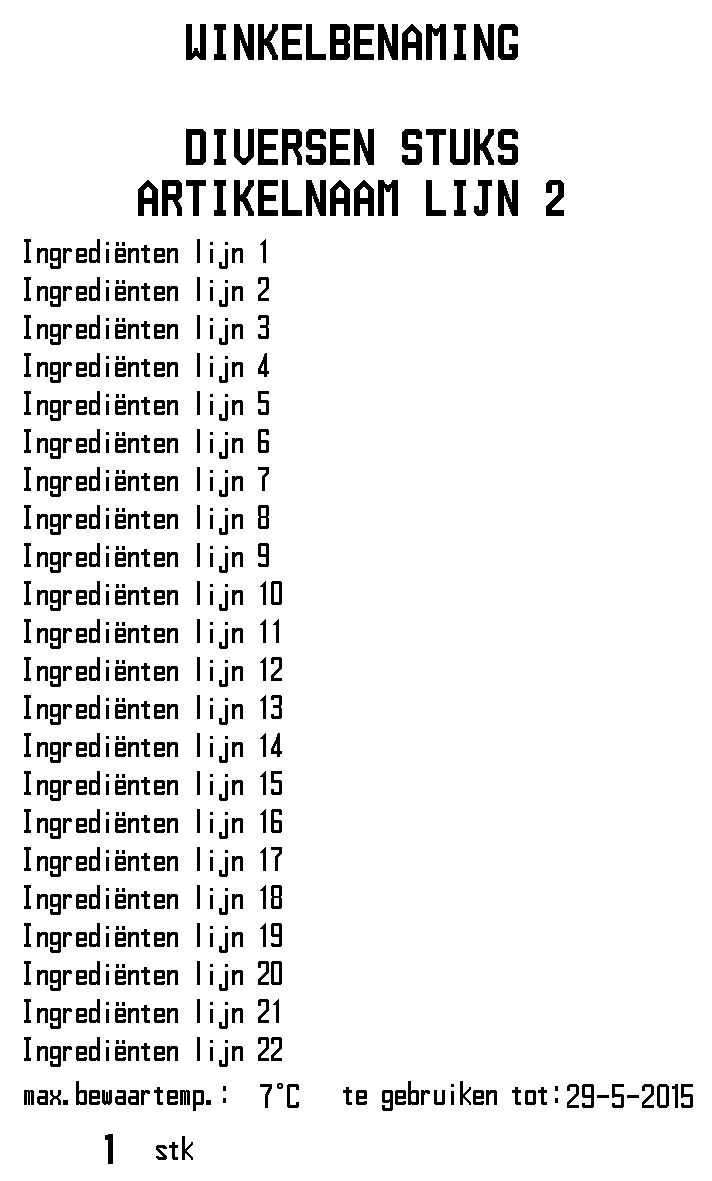 WINKELBENAMING
DIVERSEN STUKS
ARTIKELNAAM LIJN 2
Ingrediënten lijn 1
Ingrediënten lijn 2
Ingrediënten lijn 3
Ingrediënten lijn 4
Ingrediënten lijn 5
Ingrediënten lijn 6
Ingrediënten lijn 7
Ingrediënten lijn 8
Ingrediënten lijn 9
Ingrediënten lijn 10
Ingrediënten lijn 11
Ingrediënten lijn 12
Ingrediënten lijn 13
Ingrediënten lijn 14
Ingrediënten lijn 15
Ingrediënten lijn 16
Ingrediënten lijn 17
Ingrediënten lijn 18
Ingrediënten lijn 19
Ingrediënten lijn 20
Ingrediënten lijn 21
Ingrediënten lijn 22
max.bewaartemp.: 7°C te gebruiken tot:29-5-2015
1 stk